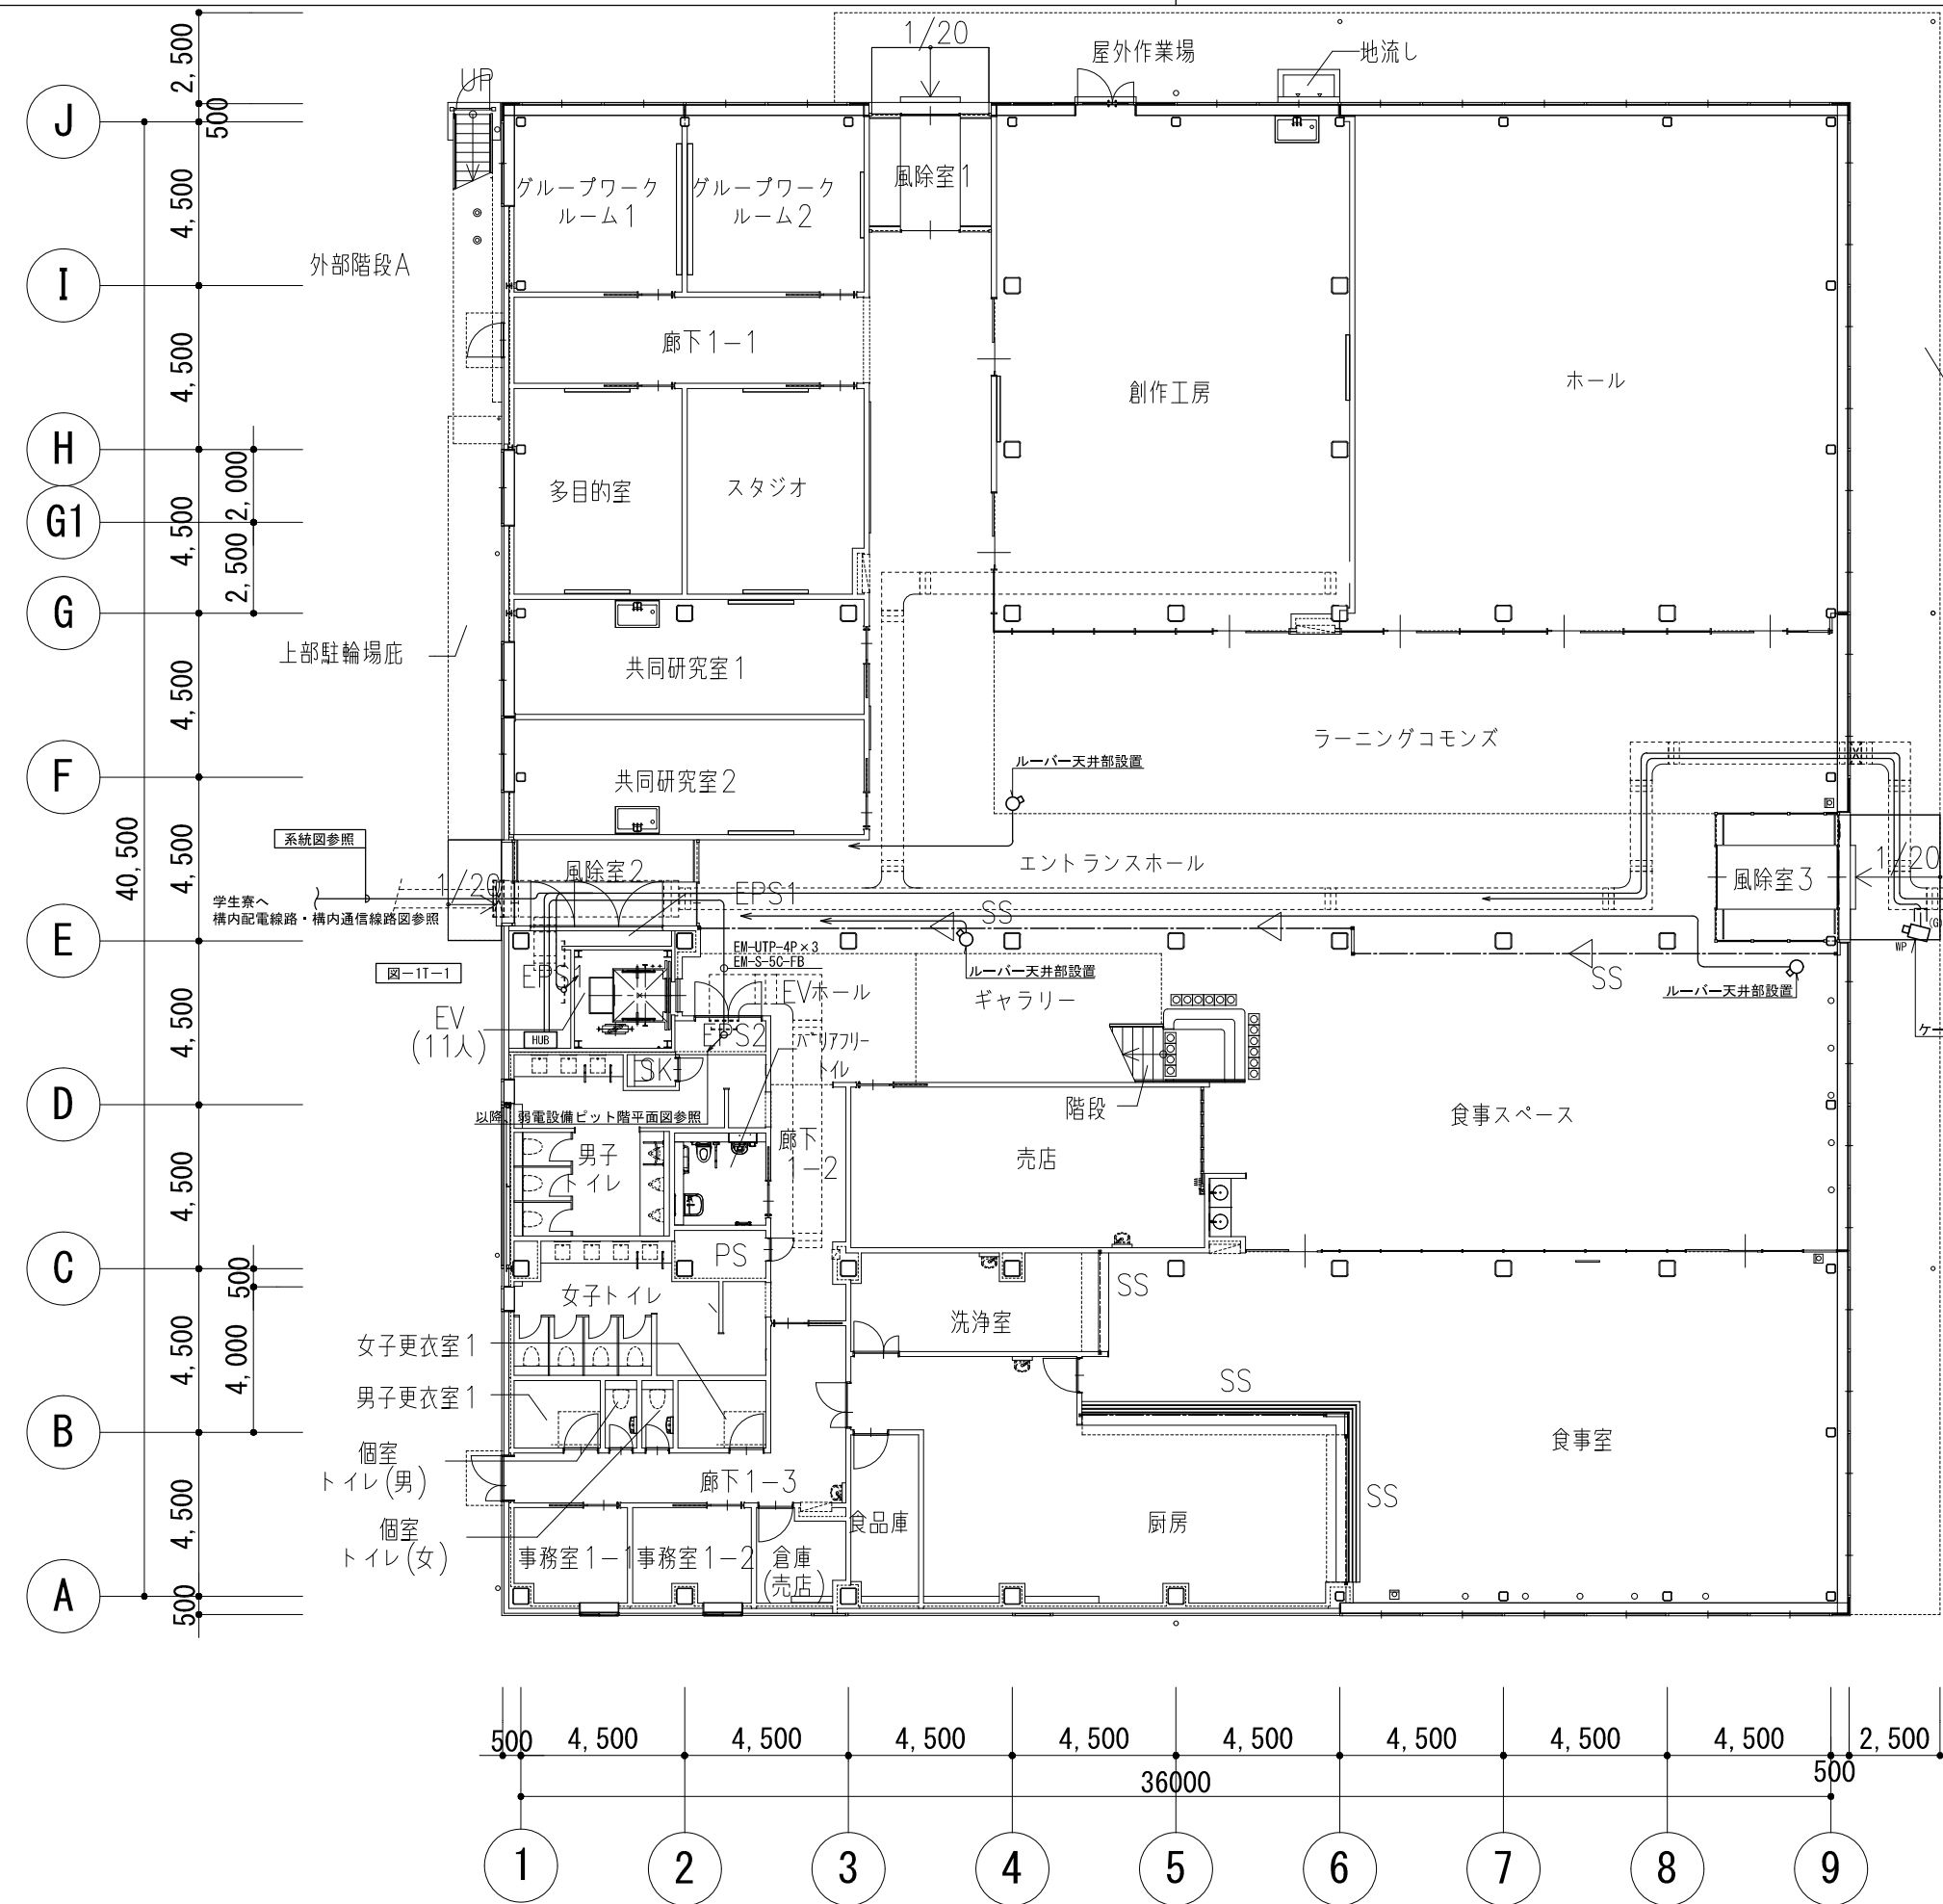 1/20
屋外作業場
地流し
UP
2,500
500
J
風除室1
グループワーク
ルーム1
グループワーク
ルーム2
4,500
外部階段A
I
廊下1-1
4,500
創作工房
ホール
H
2,000
多目的室
スタジオ
G1
4,500
2,500
G
上部駐輪場庇
共同研究室1
4,500
ラーニングコモンズ
ルーバー天井部設置
F
共同研究室2
系統図参照
40,500
4,500
エントランスホール
風除室2
1/20
EPS1
風除室3
1/20
学生寮へ
構内配電線路・構内通信線路図参照
SS
E
EM-UTP-4P×3
EM-S-5C-FB
WP
(G)
図-1T-1
EPS1
ルーバー天井部設置
SS
ルーバー天井部設置
EVホール
ギャラリー
EV
(11人)
HUB
EPS2
バリアフリー
トイレ
4,500
ケー
SK
D
以降、弱電設備ピット階平面図参照
階段
食事スペース
男子
トイレ
廊下
1-2
売店
4,500
PS
C
500
SS
女子トイレ
洗浄室
女子更衣室1
4,500
4,000
男子更衣室1
SS
B
個室
トイレ(男)
食事室
廊下1-3
SS
4,500
個室
トイレ(女)
食品庫
厨房
事務室1-1
事務室1-2
倉庫
(売店)
A
500
500
4,500
4,500
4,500
4,500
4,500
4,500
4,500
4,500
2,500
36000
500
1
2
3
4
5
6
7
8
9